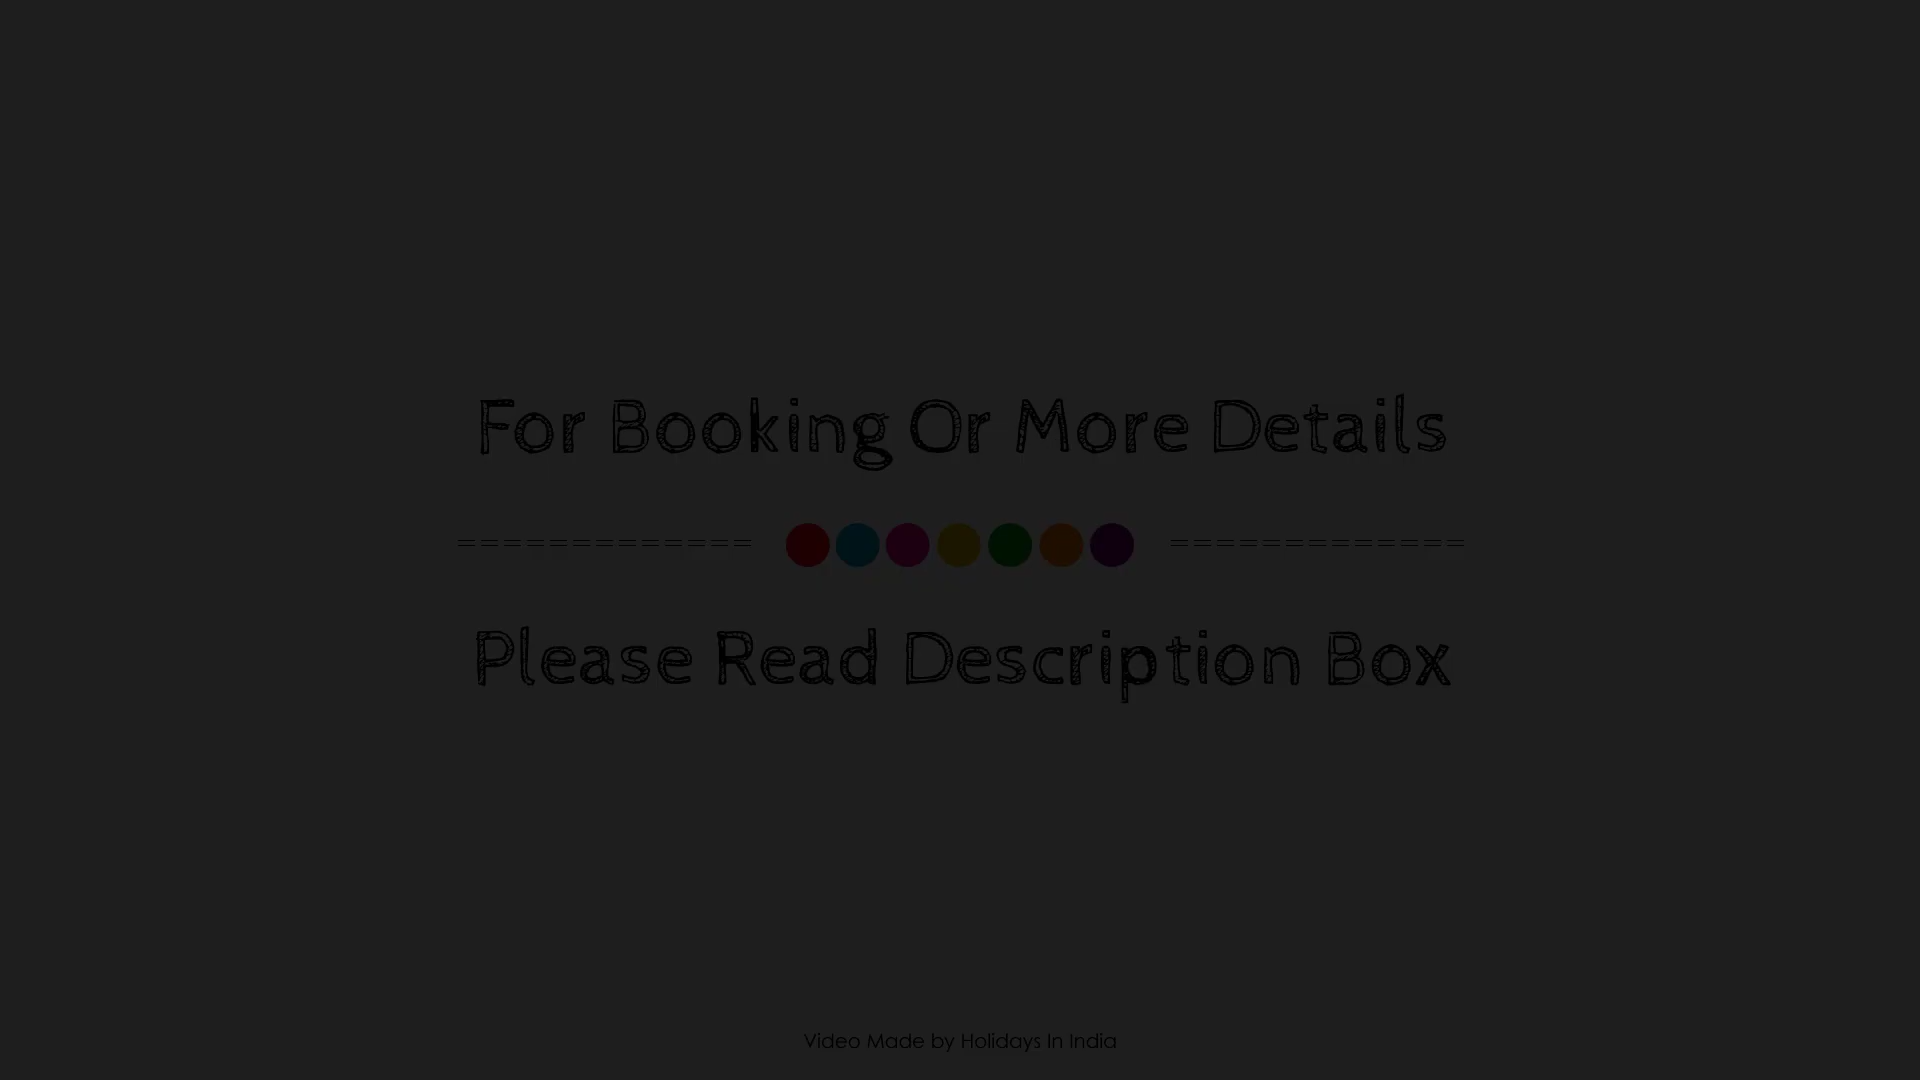 For Booking Or More Details
============= =============
Please Read Description Box
Video Made by Holidays In India